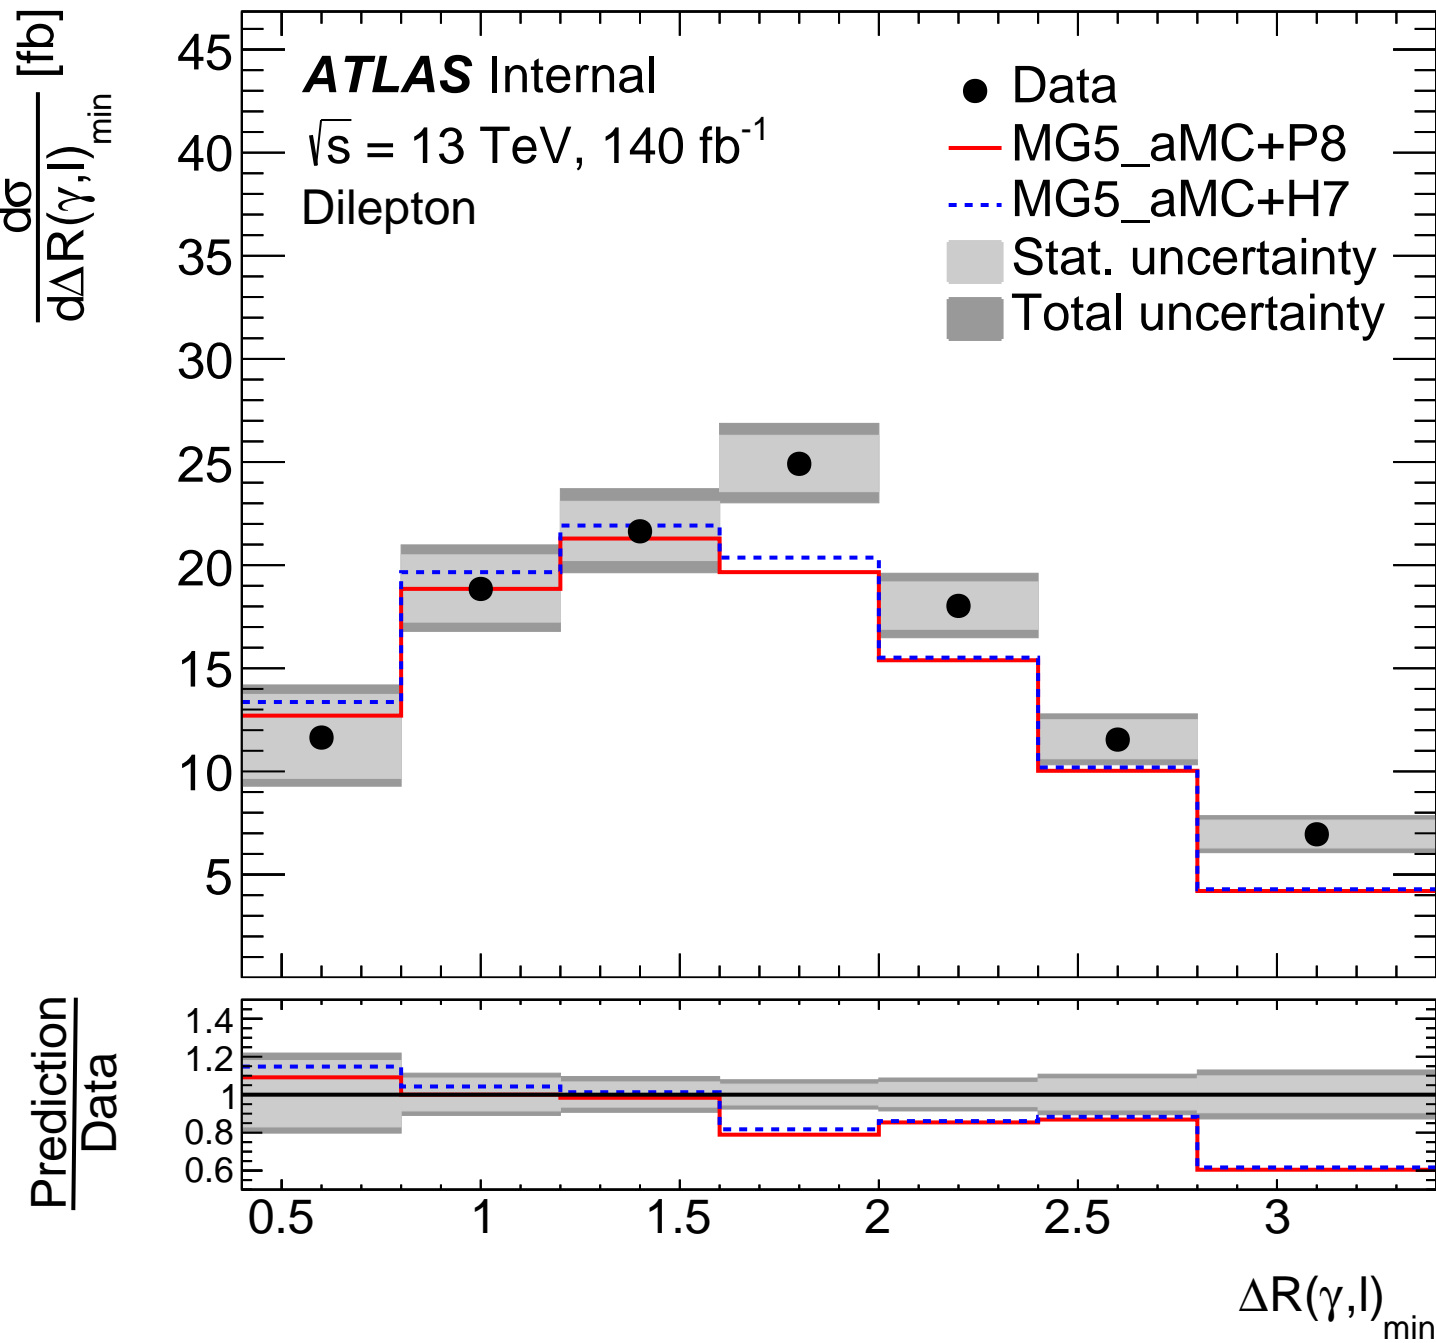 dσ
dΔR(γ,l)min [fb]
45
40
35
30
25
20
15
10
5
ATLAS Internal
√s = 13 TeV, 140 fb-1
Dilepton
Data
MG5_aMC+P8
MG5_aMC+H7
Stat. uncertainty
Total uncertainty
Prediction
Data
1.4
1.2
1
0.8
0.6
0.5 1 1.5 2 2.5 3
ΔR(γ,l)min